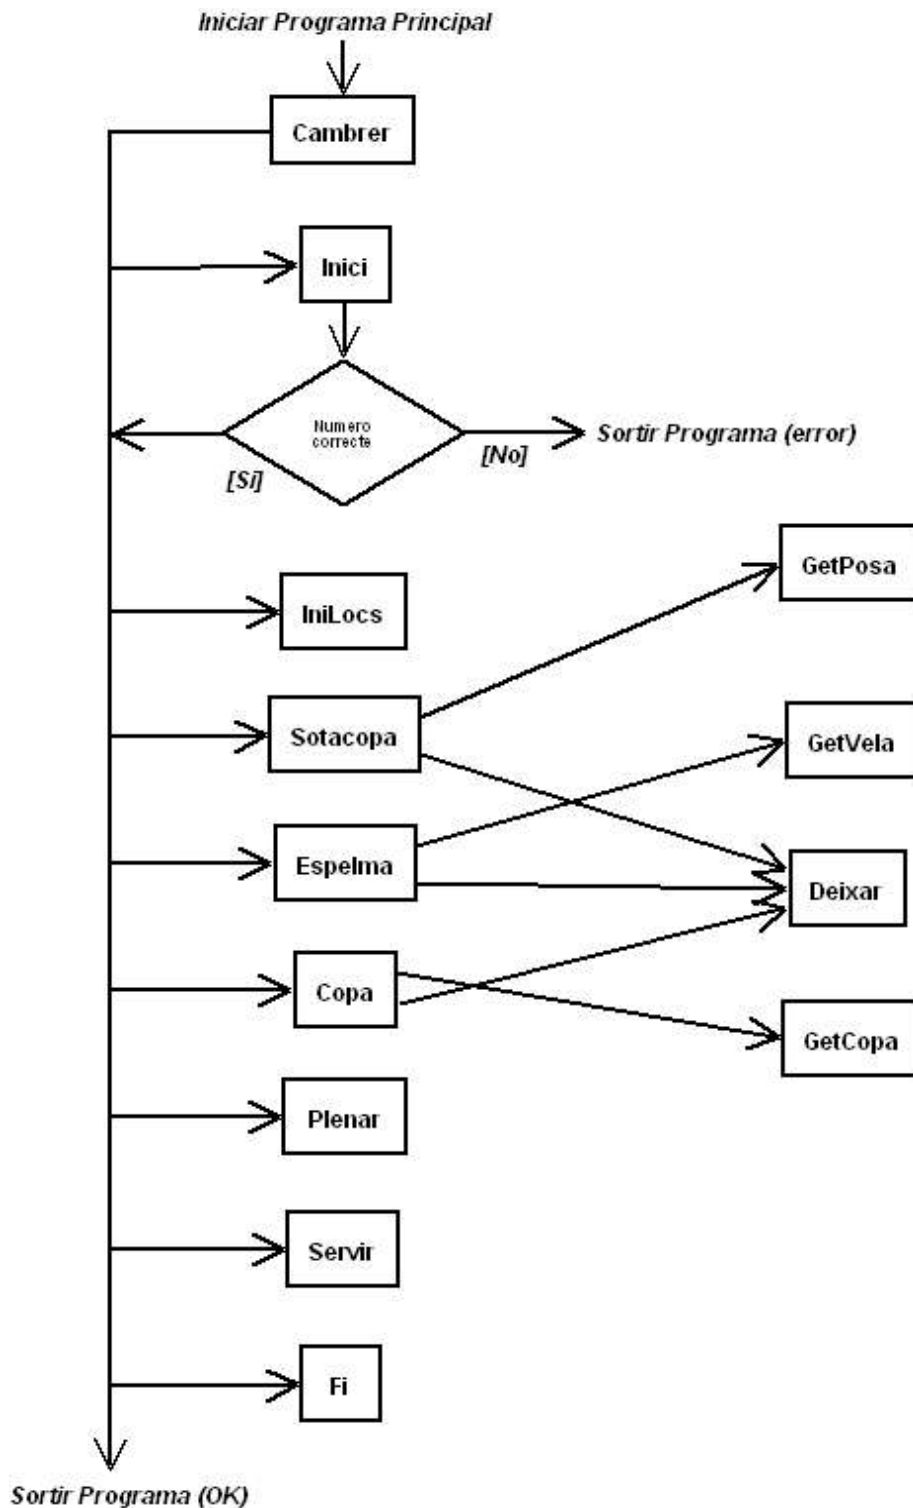 Iniciar Programa Principal
Cambrer
Inici
Numero
correcte
[Sí]
[No]
Sortir Programa (error)
GetPosa
IniLocs
Sotacopa
GetVela
Espelma
Deixar
Copa
GetCopa
Plenar
Servir
Fi
Sortir Programa (OK)